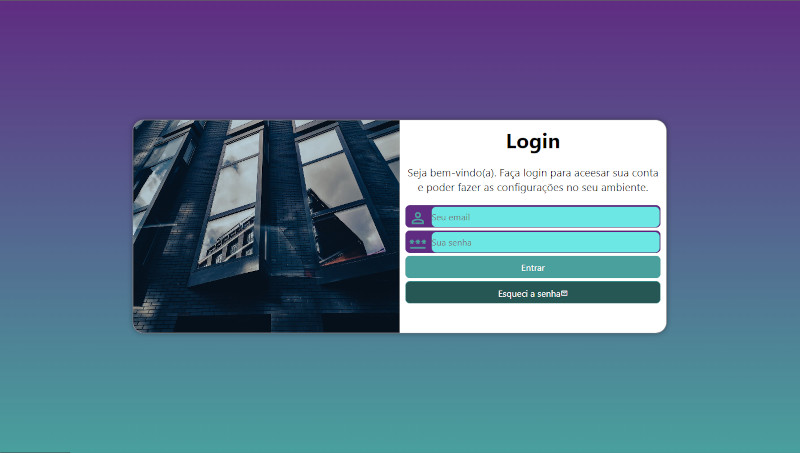 Login
Seja bem-vindo(a). Faça login para aceesar sua conta
e poder fazer as configurações no seu ambiente.
Seu email
Sua senha
Entrar
Esqueci a senha